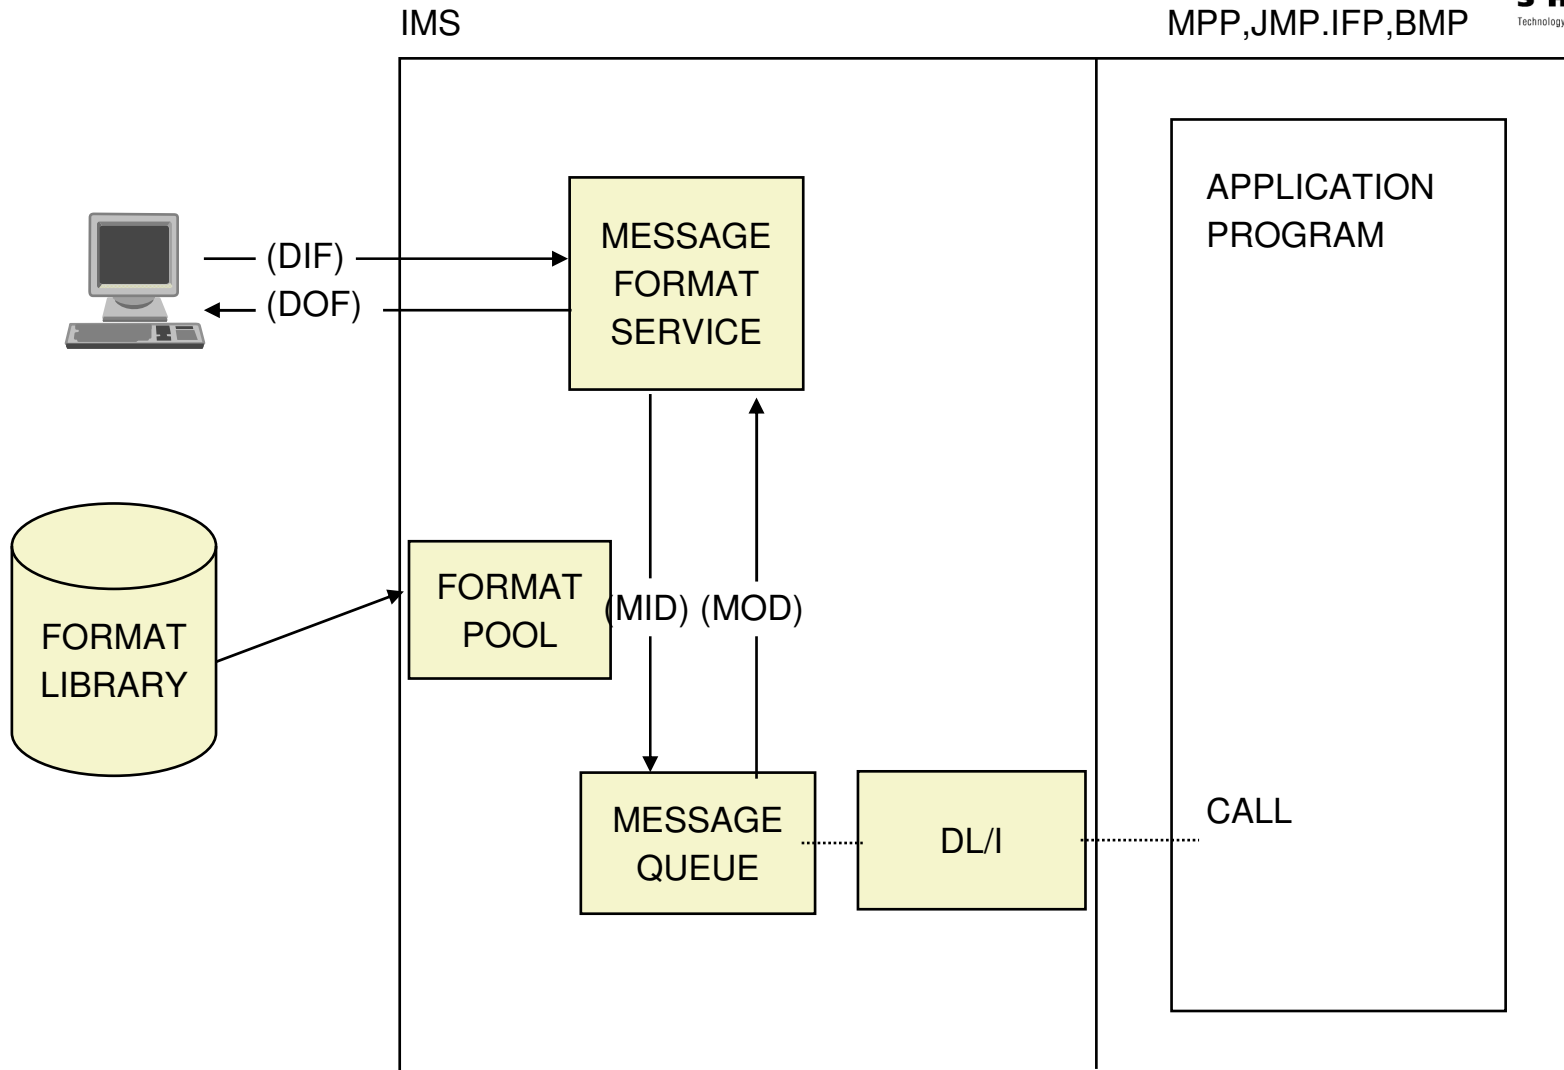 IMS
MPP,JMP.IFP,BMP
Technology
APPLICATION
PROGRAM
MESSAGE
FORMAT
SERVICE
(DIF)
(DOF)
FORMAT
POOL
(MID) (MOD)
FORMAT
LIBRARY
MESSAGE
QUEUE
DL/I
CALL